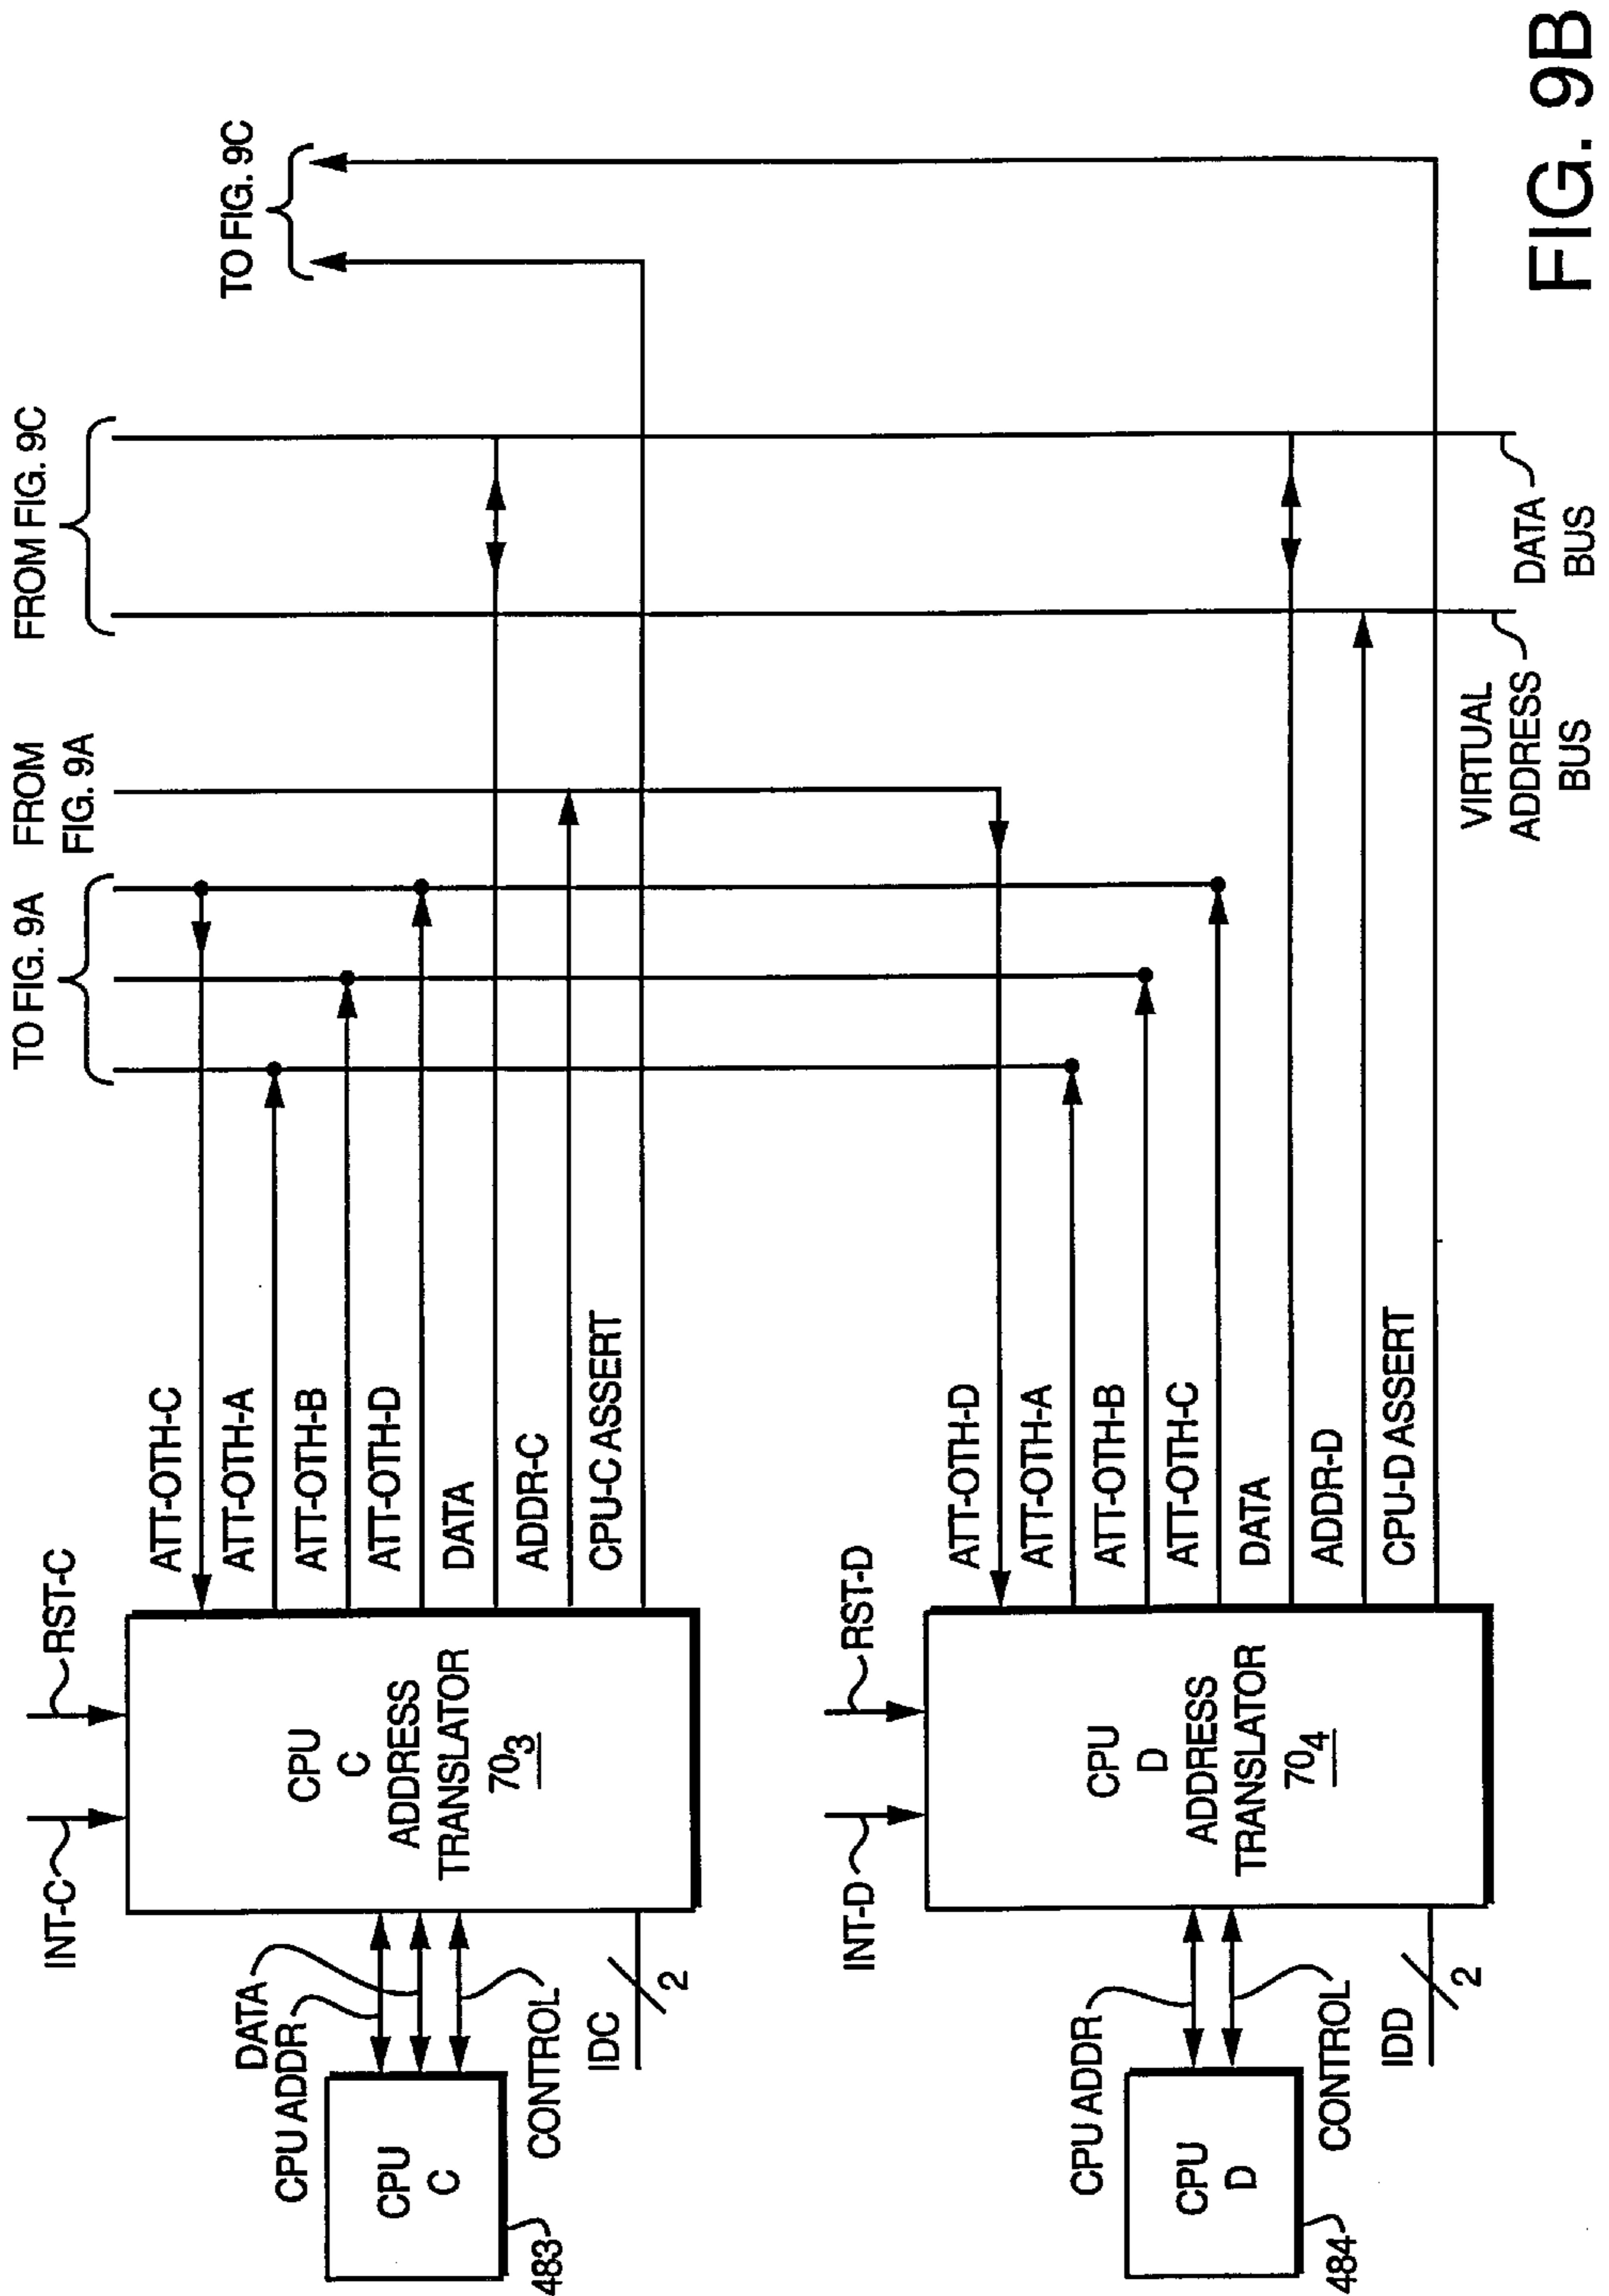 TO FIG. 9A
FROM
FIG. 9A
FROM FIG. 9C
TO FIG. 9C
INT-C
RST-C
CPU
C
ADDRESS
TRANSLATOR
70₃
DATA
CPU ADDR
CONTROL
CPU
C
483
IDC
2
ATT-OTH-C
ATT-OTH-A
ATT-OTH-B
ATT-OTH-D
DATA
ADDR-C
CPU-C ASSERT
INT-D
RST-D
CPU
D
ADDRESS
TRANSLATOR
70₄
CPU ADDR
CONTROL
CPU
D
484
IDD
2
ATT-OTH-D
ATT-OTH-A
ATT-OTH-B
ATT-OTH-C
DATA
ADDR-D
CPU-D ASSERT
VIRTUAL
ADDRESS
BUS
DATA
BUS
FIG. 9B